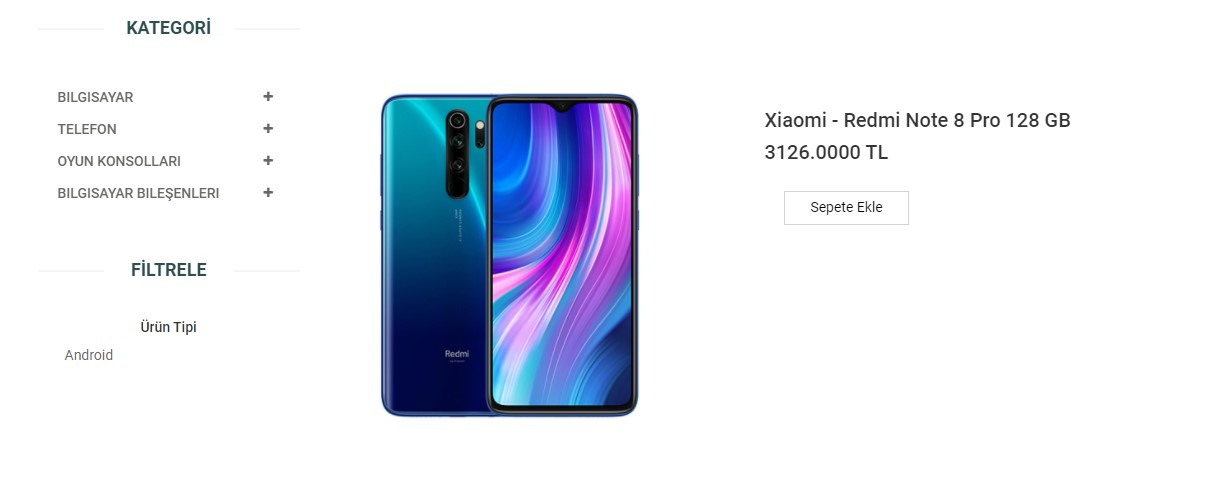 KATEGORİ
BILGISAYAR
TELEFON
OYUN KONSOLLARI
BILGISAYAR BILEŞENLERI
FİLTRELE
Ürün Tipi
Android
Redmi
Xiaomi - Redmi Note 8 Pro 128 GB
3126.0000 TL
Sepete Ekle